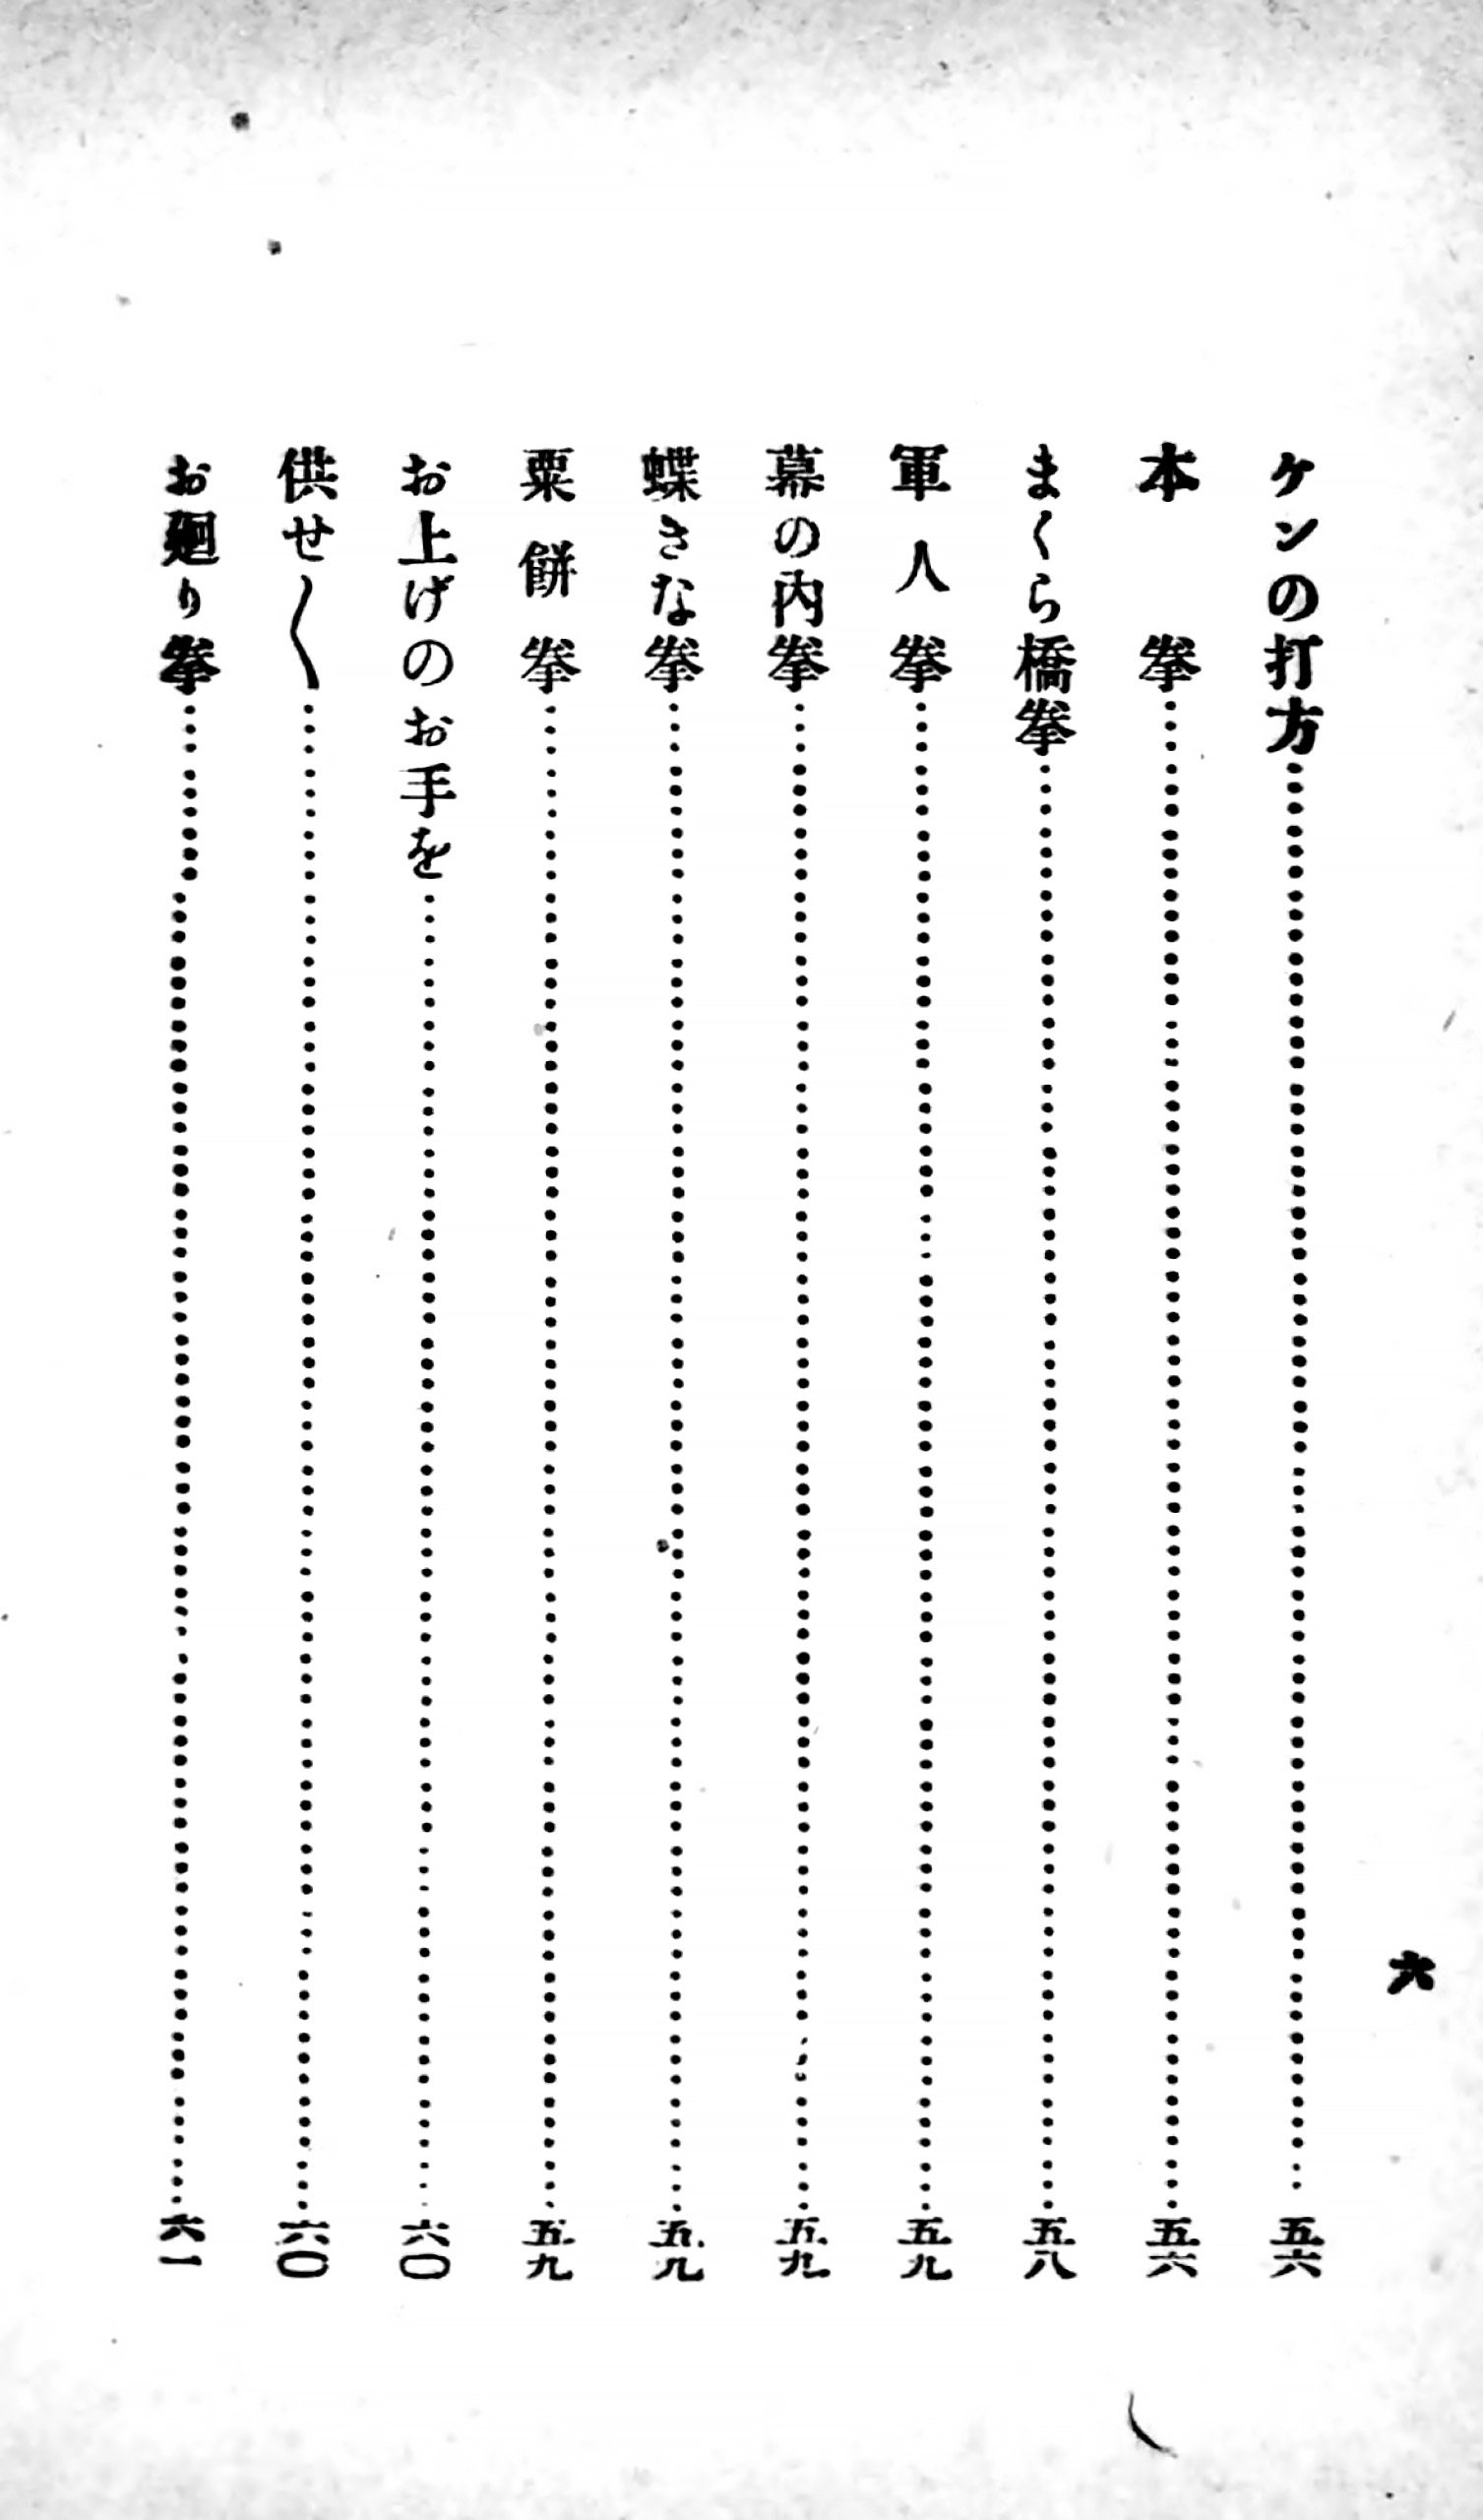 六
ケンの打方……五六
本拳……五六
まくら橋拳……五八
軍人拳……五九
幕の内拳……五九
蝶きな拳……五九
粟餅拳……五九
お上げのお手を……六〇
供せ〱……六〇
お廻り拳……六一